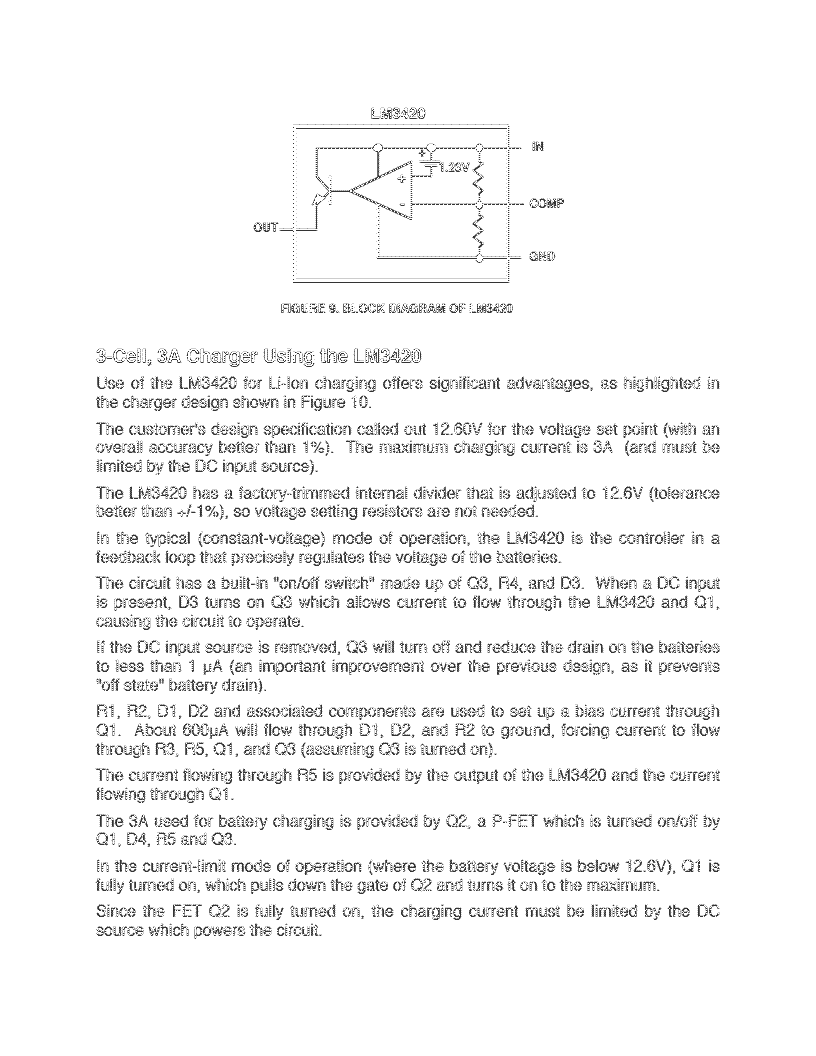 LM3420
IN
+
1.23V
+
COMP
-
OUT
GND
FIGURE 9. BLOCK DIAGRAM OF LM3420
3-Cell, 3A Charger Using the LM3420
Use of the LM3420 for Li-Ion charging offers significant advantages, as highlighted in
the charger design shown in Figure 10.
The customer's design specification called out 12.60V for the voltage set point (with an
overall accuracy better than 1%). The maximum charging current is 3A (and must be
limited by the DC input source).
The LM3420 has a factory-trimmed internal divider that is adjusted to 12.6V (tolerance
better than +/-1%), so voltage setting resistors are not needed.
In the typical (constant-voltage) mode of operation, the LM3420 is the controller in a
feedback loop that precisely regulates the voltage of the batteries.
The circuit has a built-in "on/off switch" made up of Q3, R4, and D3. When a DC input
is present, D3 turns on Q3 which allows current to flow through the LM3420 and Q1,
causing the circuit to operate.
If the DC input source is removed, Q3 will turn off and reduce the drain on the batteries
to less than 1 µA (an important improvement over the previous design, as it prevents
"off state" battery drain).
R1, R2, D1, D2 and associated components are used to set up a bias current through
Q1. About 600µA will flow through D1, D2, and R2 to ground, forcing current to flow
through R3, R5, Q1, and Q3 (assuming Q3 is turned on).
The current flowing through R5 is provided by the output of the LM3420 and the current
flowing through Q1.
The 3A used for battery charging is provided by Q2, a P-FET which is turned on/off by
Q1, D4, R5 and Q3.
In the current-limit mode of operation (where the battery voltage is below 12.6V), Q1 is
fully turned on, which pulls down the gate of Q2 and turns it on to the maximum.
Since the FET Q2 is fully turned on, the charging current must be limited by the DC
source which powers the circuit.